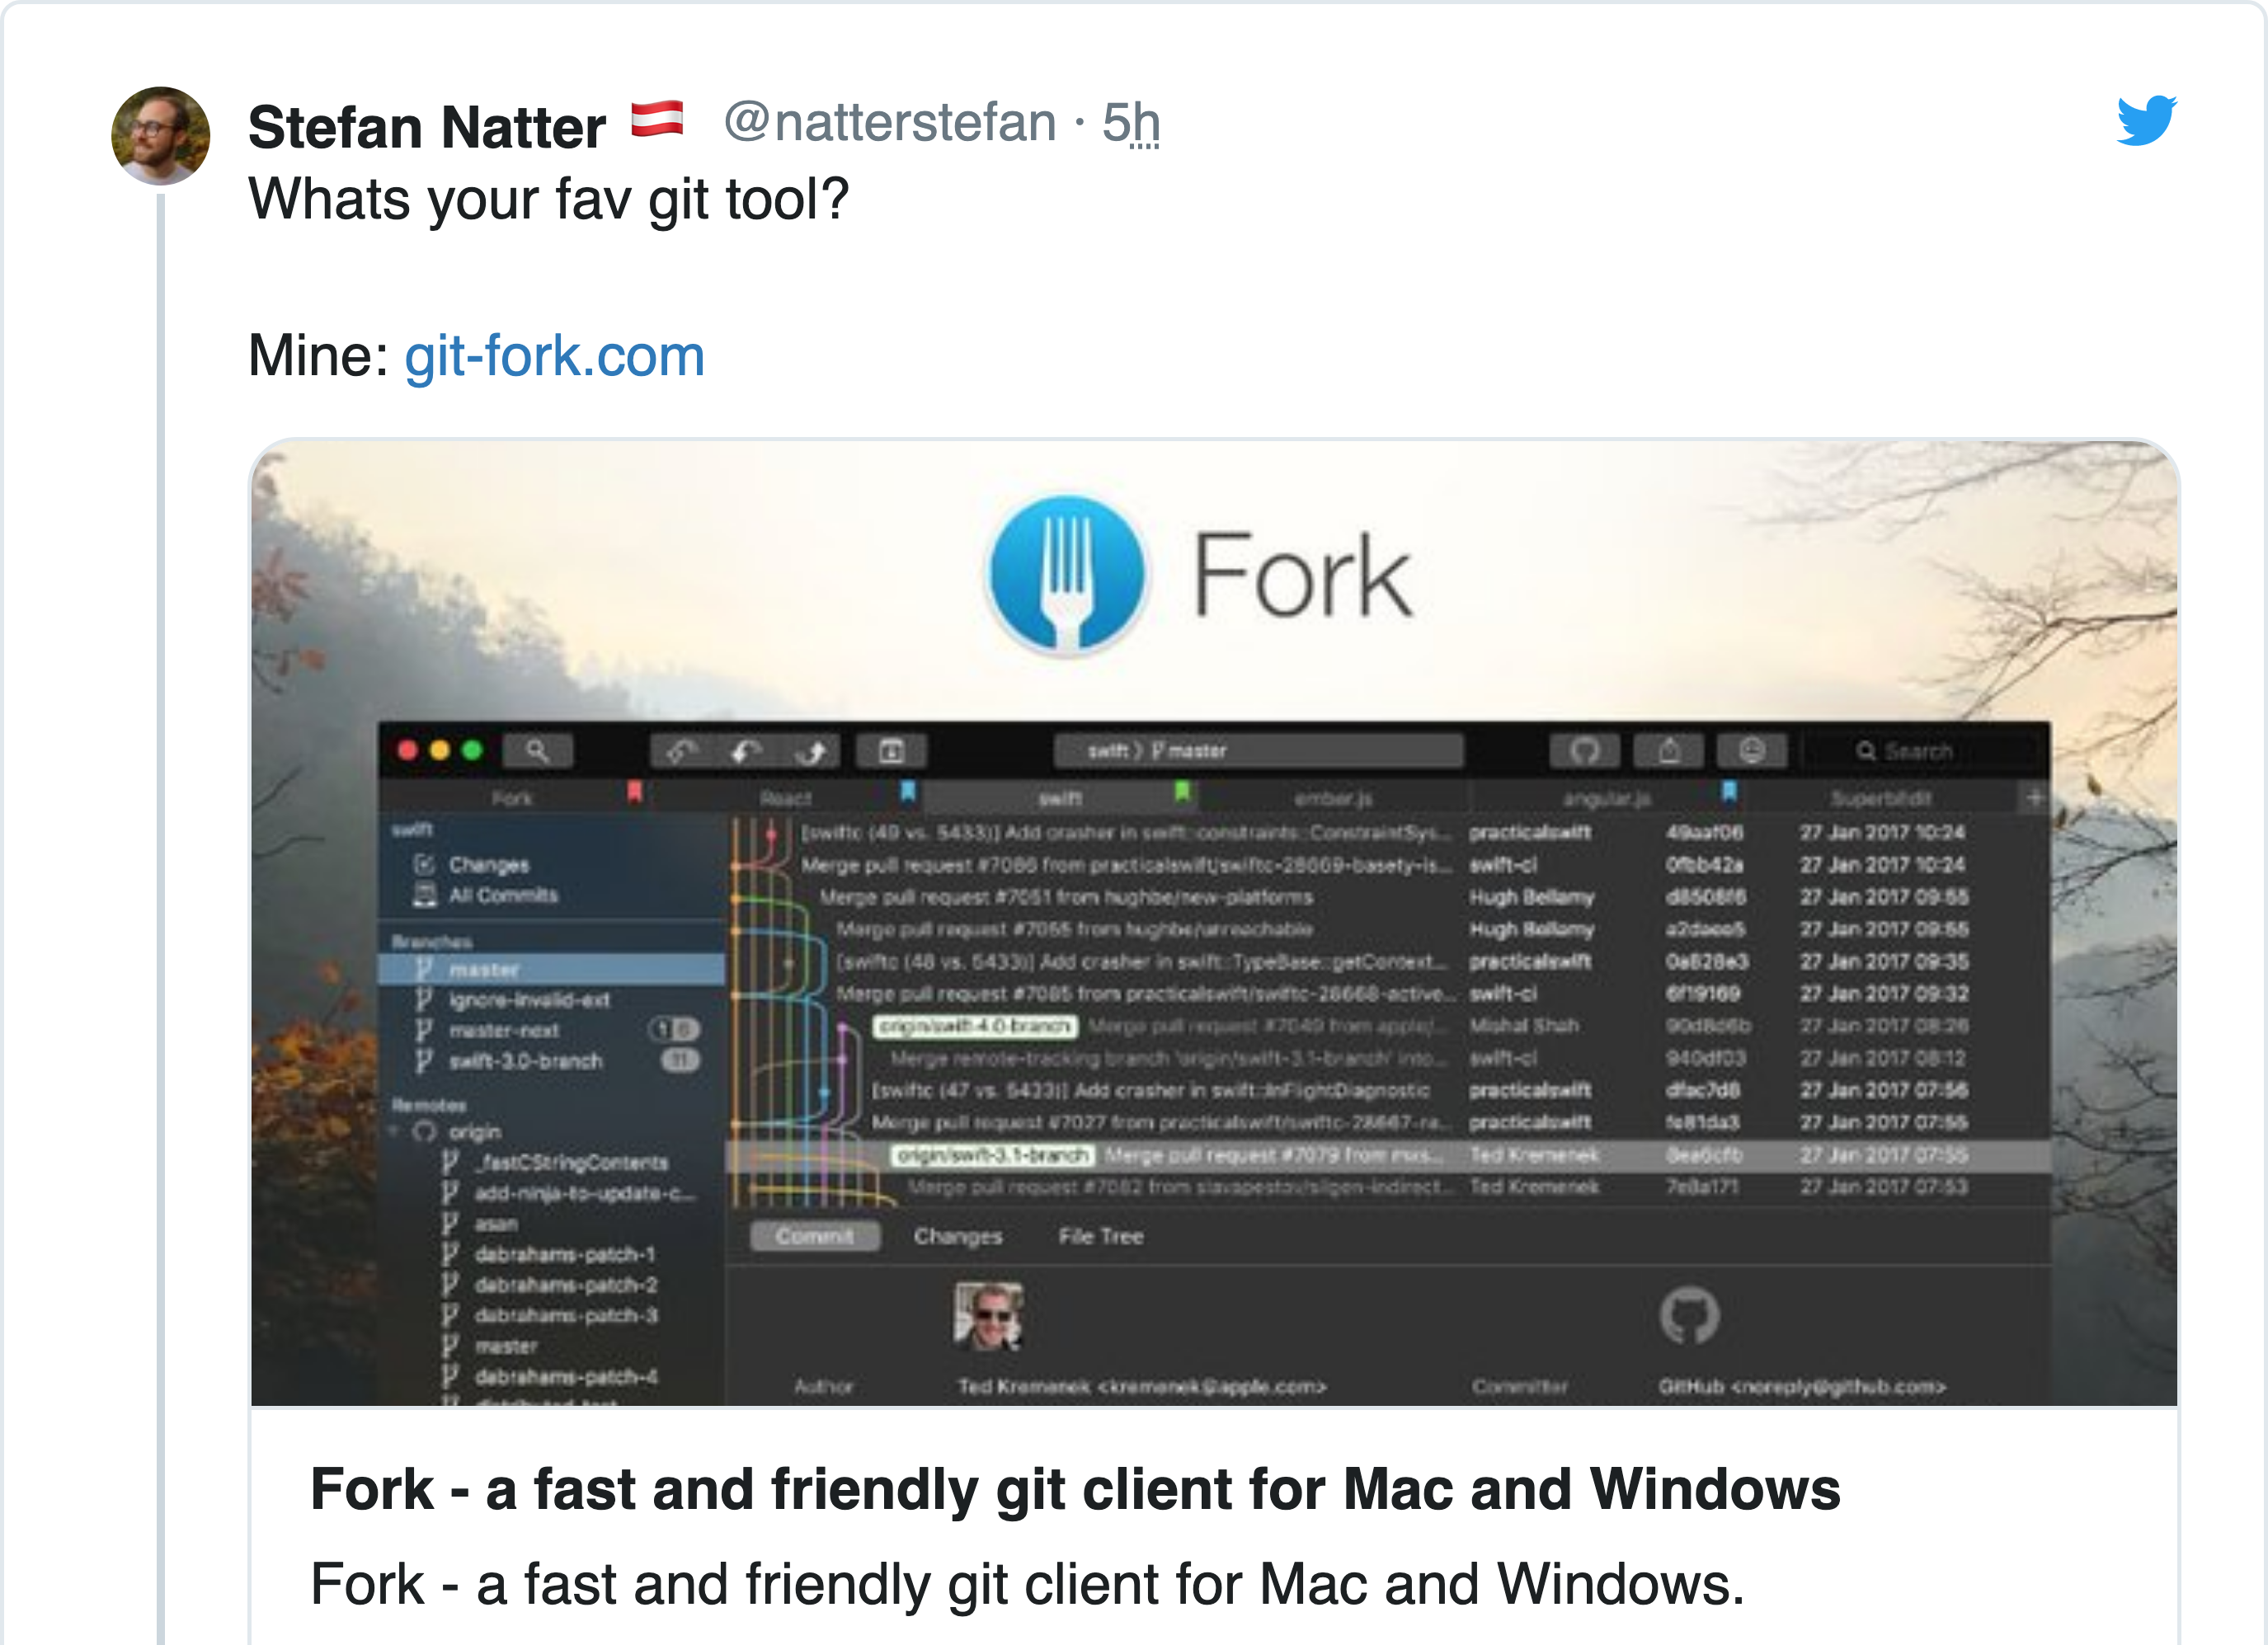 Stefan Natter @natterstefan · 5h
Whats your fav git tool?
Mine: git-fork.com
Fork
swift > master
Search
Fork React swift ember.js angular.js
swift
Changes
All Commits
Branches
master
ignore-invalid-ext
master-next
swift-3.0-branch 11
Remotes
origin
_fastCStringContents
add-ninja-to-update-c...
asan
dabrahams-patch-1
dabrahams-patch-2
dabrahams-patch-3
master
dabrahams-patch-4
[swiftc (49 vs. 5433)] Add crasher in swift::constraints::ConstraintSys... practicalswift 49aaf06 27 Jan 2017 10:24
Merge pull request #7086 from practicalswift/swiftc-28669-basety-is... swift-ci 0fbb42a 27 Jan 2017 10:24
Merge pull request #7051 from hughbe/new-platforms Hugh Bellamy 27 Jan 2017 09:55
Merge pull request #7055 from hughbe/unreachable Hugh Bellamy 27 Jan 2017 09:55
[swiftc (48 vs. 5433)] Add crasher in swift::TypeBase::getContext... practicalswift 0a828e3 27 Jan 2017 09:35
Merge pull request #7085 from practicalswift/swiftc-28668-active... swift-ci 6f19169 27 Jan 2017 09:32
origin/swift-4.0-branch Merge pull request #7049 from apple/... Mishal Shah 90d8d6b 27 Jan 2017 08:26
Merge remote-tracking branch 'origin/swift-3.1-branch' into... swift-ci 940df03 27 Jan 2017 08:12
[swiftc (47 vs. 5433)] Add crasher in swift::InFlightDiagnostic practicalswift dfac7d8 27 Jan 2017 07:56
Merge pull request #7027 from practicalswift/swiftc-28667-ra... practicalswift fe81da3 27 Jan 2017 07:55
origin/swift-3.1-branch Merge pull request #7079 from Ted Kremenek 27 Jan 2017 07:55
Merge pull request #7082 from slavapestov/silgen-indirect... Ted Kremenek 7e8a171 27 Jan 2017 07:53
Commit Changes File Tree
Author Ted Kremenek <kremenek@apple.com> Committer GitHub <noreply@github.com>
Fork - a fast and friendly git client for Mac and Windows
Fork - a fast and friendly git client for Mac and Windows.